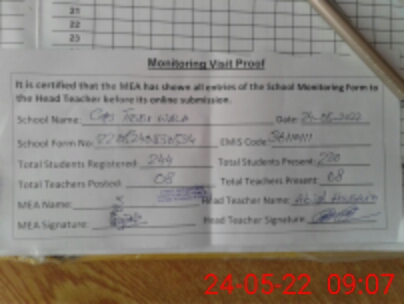 21
22
23
Monitoring Visit Proof
It is certified that the MEA has shown all entries of the School Monitoring Form to
the Head Teacher before its online submission.
School Name: Date: 24-05-2022
School Form No: EMIS Code:
Total Students Registered: 244 Total Students Present: 220
Total Teachers Posted: 08 Total Teachers Present: 08
MEA Name: Head Teacher Name:
MEA Signature: Head Teacher Signature:
24-05-22 09:07